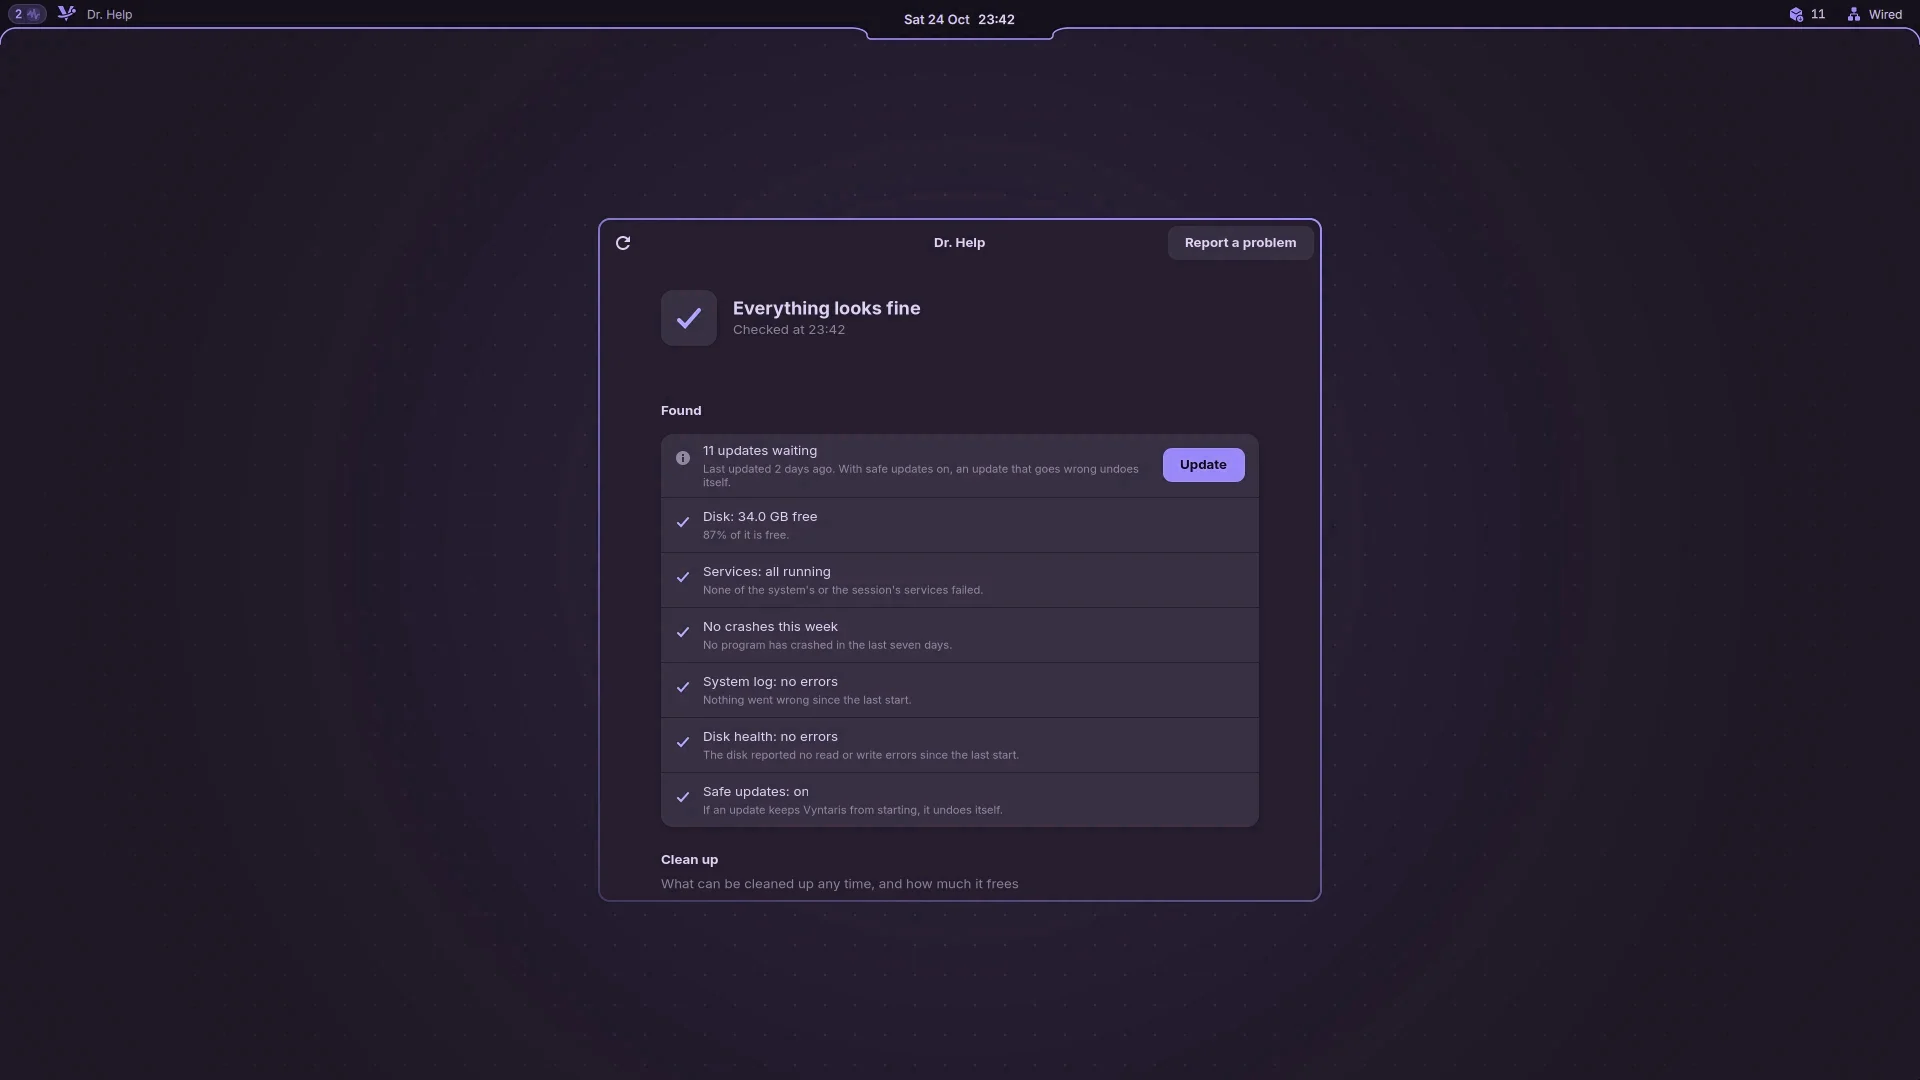 2 Dr. Help
Sat 24 Oct 23:42
11 Wired
Dr. Help
Report a problem
Everything looks fine
Checked at 23:42
Found
11 updates waiting
Last updated 2 days ago. With safe updates on, an update that goes wrong undoes
itself.
Update
Disk: 34.0 GB free
87% of it is free.
Services: all running
None of the system's or the session's services failed.
No crashes this week
No program has crashed in the last seven days.
System log: no errors
Nothing went wrong since the last start.
Disk health: no errors
The disk reported no read or write errors since the last start.
Safe updates: on
If an update keeps Vyntaris from starting, it undoes itself.
Clean up
What can be cleaned up any time, and how much it frees